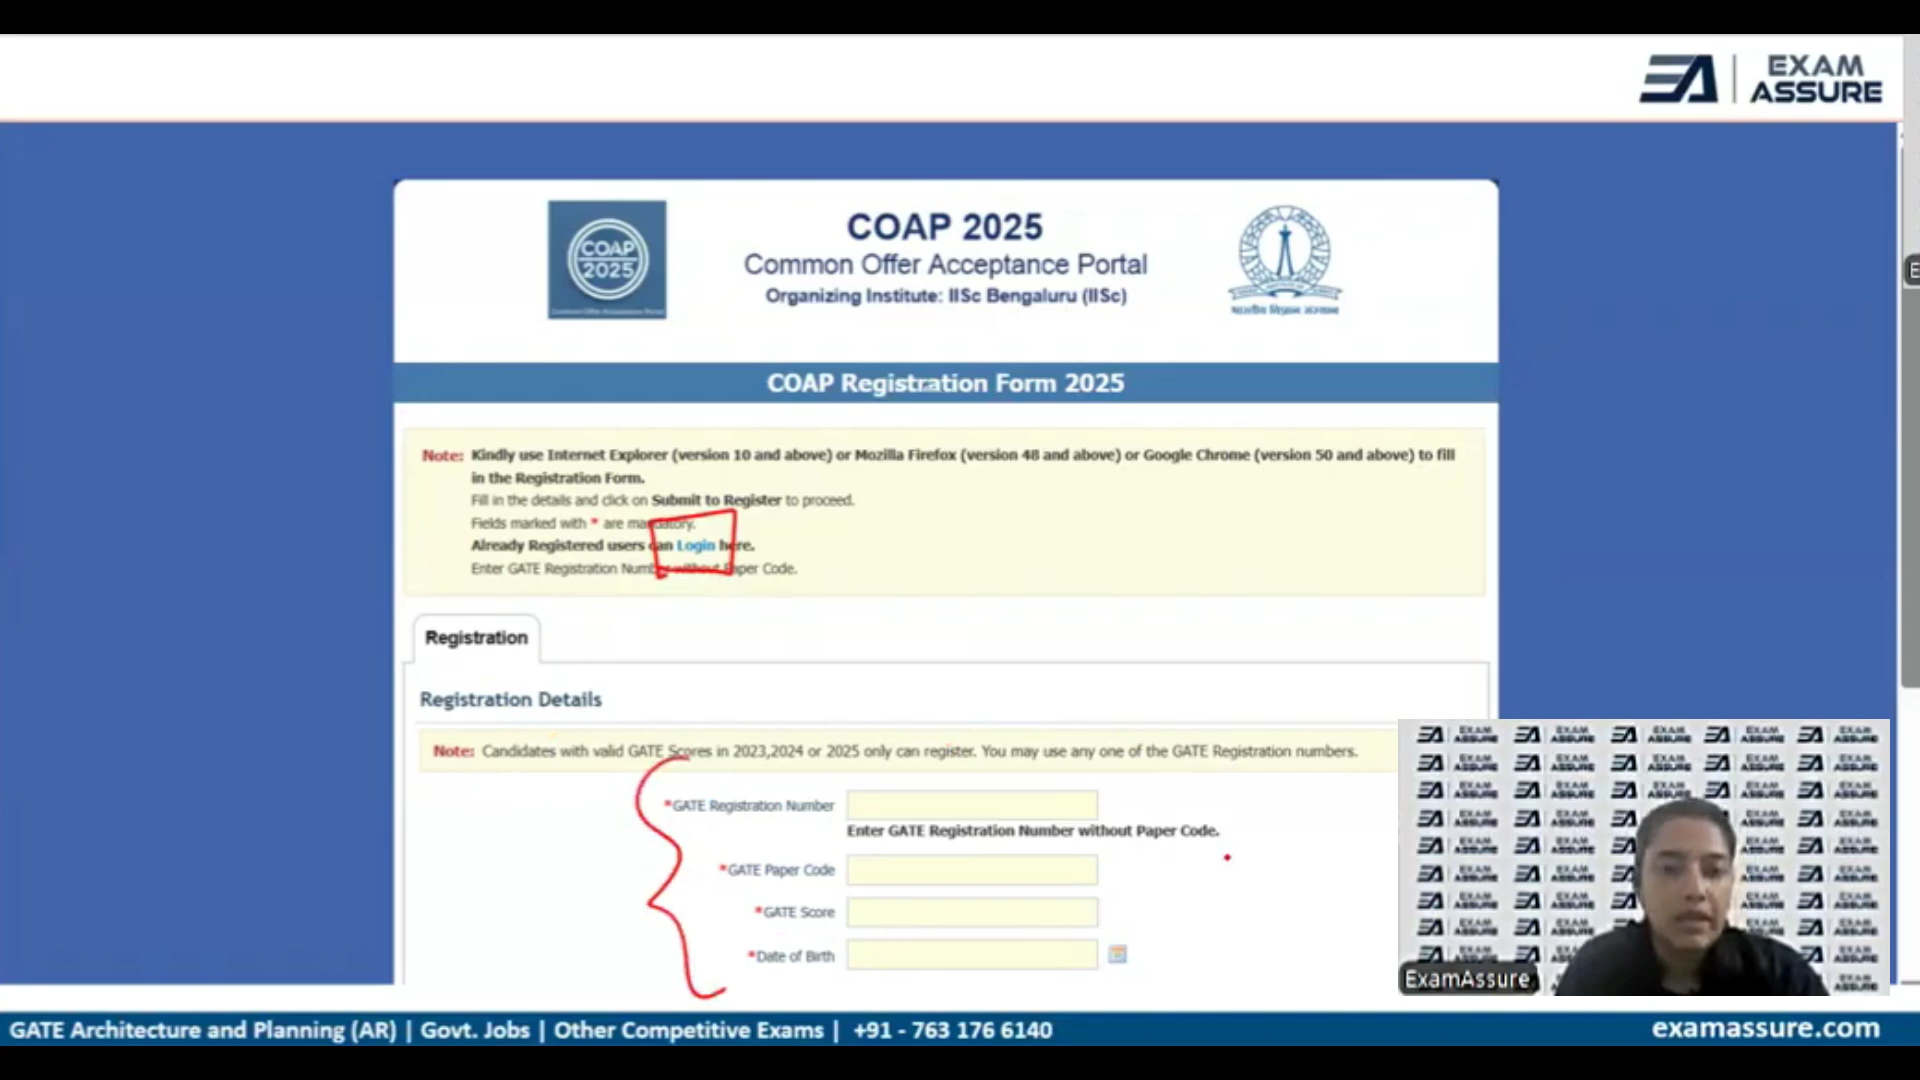 EXAM
ASSURE
COAP
2025
COAP 2025
Common Offer Acceptance Portal
Organizing Institute: IISc Bengaluru (IISc)
COAP Registration Form 2025
Note: Kindly use Internet Explorer (version 10 and above) or Mozilla Firefox (version 48 and above) or Google Chrome (version 50 and above) to fill
in the Registration Form.
Fill in the details and click on Submit to Register to proceed.
Fields marked with * are mandatory.
Already Registered users can Login here.
Enter GATE Registration Number without Paper Code.
Registration
Registration Details
Note: Candidates with valid GATE Scores in 2023,2024 or 2025 only can register. You may use any one of the GATE Registration numbers.
*GATE Registration Number
Enter GATE Registration Number without Paper Code.
*GATE Paper Code
*GATE Score
*Date of Birth
ExamAssure
GATE Architecture and Planning (AR) | Govt. Jobs | Other Competitive Exams | +91 - 763 176 6140
examassure.com